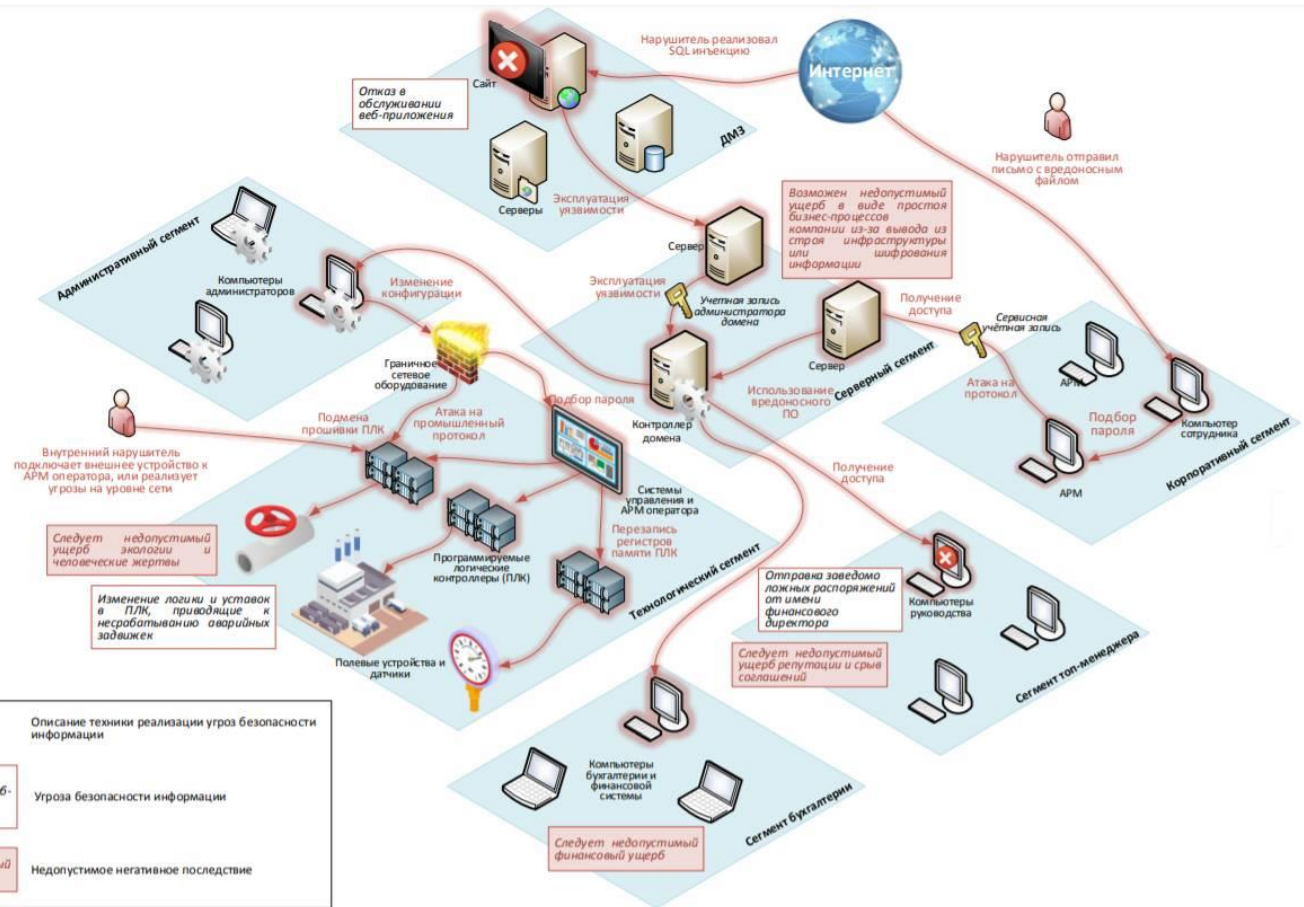 Нарушитель реализовал
SQL инъекцию
Интернет
Сайт
Отказ в
обслуживании
веб-приложения
ДМЗ
Серверы
Эксплуатация
уязвимости
Нарушитель отправил
письмо с вредоносным
файлом
Возможен недопустимый
ущерб в виде простоя
бизнес-процессов
компании из-за вывода из
строя инфраструктуры
или шифрования
информации
Административный сегмент
Компьютеры
администраторов
Изменение
конфигурации
Сервер
Эксплуатация
уязвимости
Учетная запись
администратора
домена
Сервер
Получение
доступа
Сервисная
учётная запись
Серверный сегмент
АРМ
Атака на
протокол
Подбор
пароля
Компьютер
сотрудника
АРМ
Корпоративный сегмент
Граничное
сетевое
оборудование
Подбор пароля
Использование
вредоносного
ПО
Контроллер
домена
Подмена
прошивки ПЛК
Атака на
промышленный
протокол
Внутренний нарушитель
подключает внешнее устройство к
АРМ оператора, или реализует
угрозы на уровне сети
Получение
доступа
Системы
управления и
АРМ оператора
Перезапись
регистров
памяти ПЛК
Следует недопустимый
ущерб экологии и
человеческие жертвы
Программируемые
логические
контроллеры (ПЛК)
Технологический сегмент
Изменение логики и уставок
в ПЛК, приводящие к
несрабатыванию аварийных
задвижек
Полевые устройства и
датчики
Отправка заведомо
ложных распоряжений
от имени
финансового
директора
Компьютеры
руководства
Следует недопустимый
ущерб репутации и срыв
соглашений
Сегмент топ-менеджера
Компьютеры
бухгалтерии и
финансовой
системы
Следует недопустимый
финансовый ущерб
Сегмент бухгалтерии
Описание техники реализации угроз безопасности
информации
б-
Угроза безопасности информации
ый
Недопустимое негативное последствие